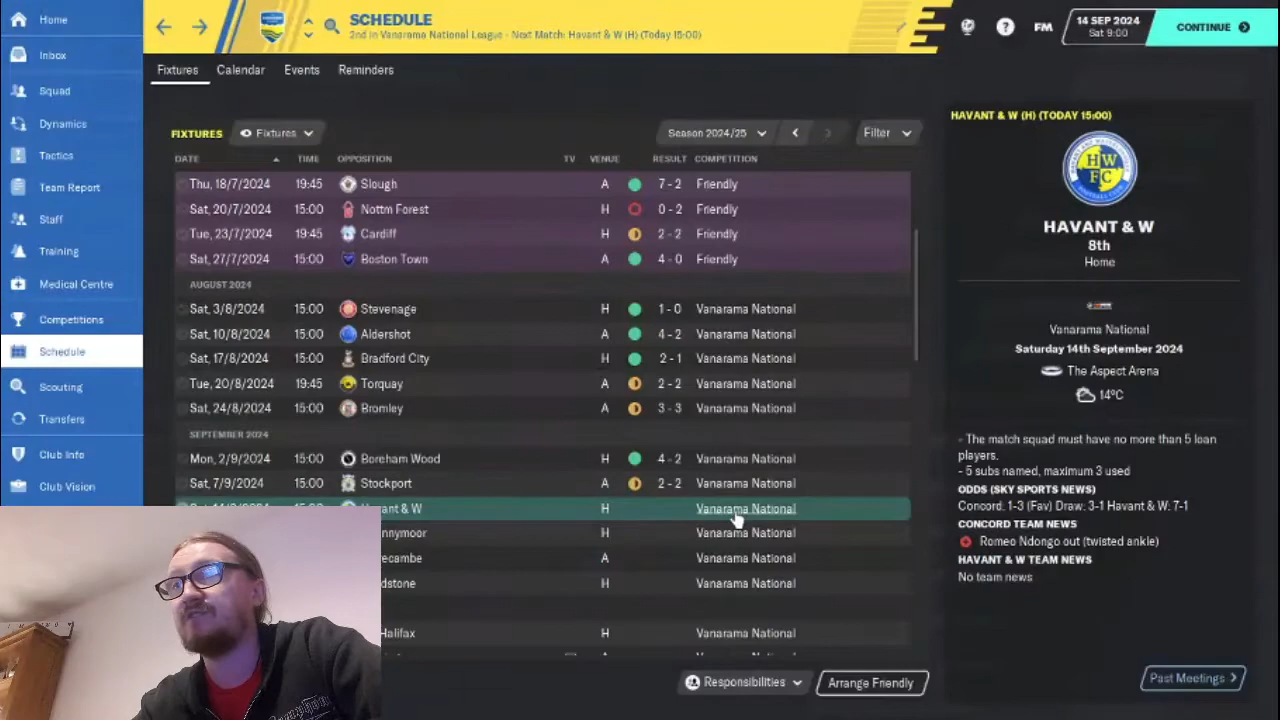 Home
Inbox
Squad
Dynamics
Tactics
Team Report
Staff
Training
Medical Centre
Competitions
Schedule
Scouting
Transfers
Club Info
Club Vision
SCHEDULE
2nd in Vanarama National League - Next Match: Havant & W (H) (Today 15:00)
FM
14 SEP 2024
Sat 9:00
CONTINUE
Fixtures Calendar Events Reminders
FIXTURES Fixtures Season 2024/25 Filter
DATE TIME OPPOSITION TV VENUE RESULT COMPETITION
Thu, 18/7/2024 19:45 Slough A 7 - 2 Friendly
Sat, 20/7/2024 15:00 Nottm Forest H 0 - 2 Friendly
Tue, 23/7/2024 19:45 Cardiff H 2 - 2 Friendly
Sat, 27/7/2024 15:00 Boston Town A 4 - 0 Friendly
AUGUST 2024
Sat, 3/8/2024 15:00 Stevenage H 1 - 0 Vanarama National
Sat, 10/8/2024 15:00 Aldershot A 4 - 2 Vanarama National
Sat, 17/8/2024 15:00 Bradford City H 2 - 1 Vanarama National
Tue, 20/8/2024 19:45 Torquay A 2 - 2 Vanarama National
Sat, 24/8/2024 15:00 Bromley A 3 - 3 Vanarama National
SEPTEMBER 2024
Mon, 2/9/2024 15:00 Boreham Wood H 4 - 2 Vanarama National
Sat, 7/9/2024 15:00 Stockport A 2 - 2 Vanarama National
ant & W H Vanarama National
nnymoor H Vanarama National
ecambe A Vanarama National
dstone H Vanarama National
Halifax H Vanarama National
Responsibilities Arrange Friendly
HAVANT & W (H) (TODAY 15:00)
HW
FC
HAVANT & W
8th
Home
Vanarama National
Saturday 14th September 2024
The Aspect Arena
14°C
- The match squad must have no more than 5 loan
players.
- 5 subs named, maximum 3 used
ODDS (SKY SPORTS NEWS)
Concord: 1-3 (Fav) Draw: 3-1 Havant & W: 7-1
CONCORD TEAM NEWS
Romeo Ndongo out (twisted ankle)
HAVANT & W TEAM NEWS
No team news
Past Meetings